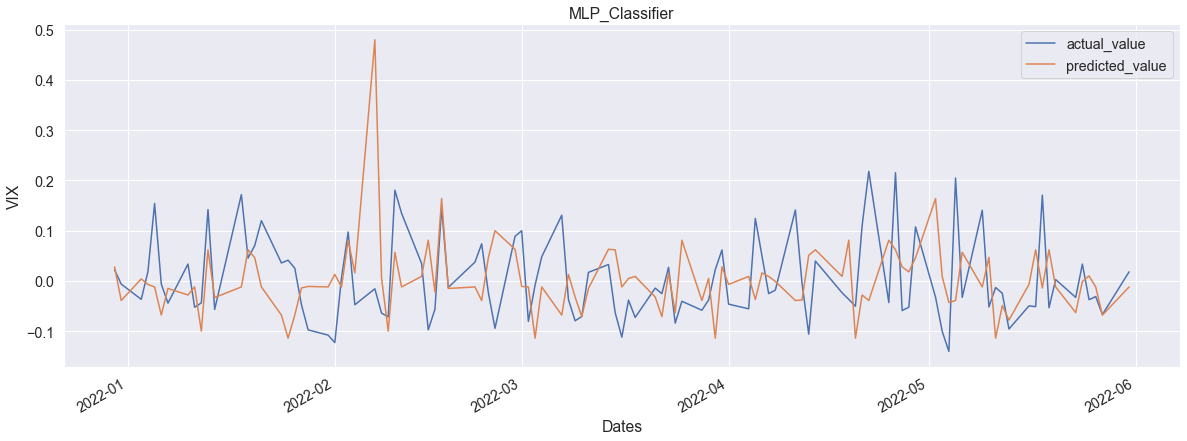 MLP_Classifier
actual_value
predicted_value
0.5
0.4
0.3
0.2
0.1
0.0
−0.1
VIX
2022-01
2022-02
2022-03
2022-04
2022-05
2022-06
Dates